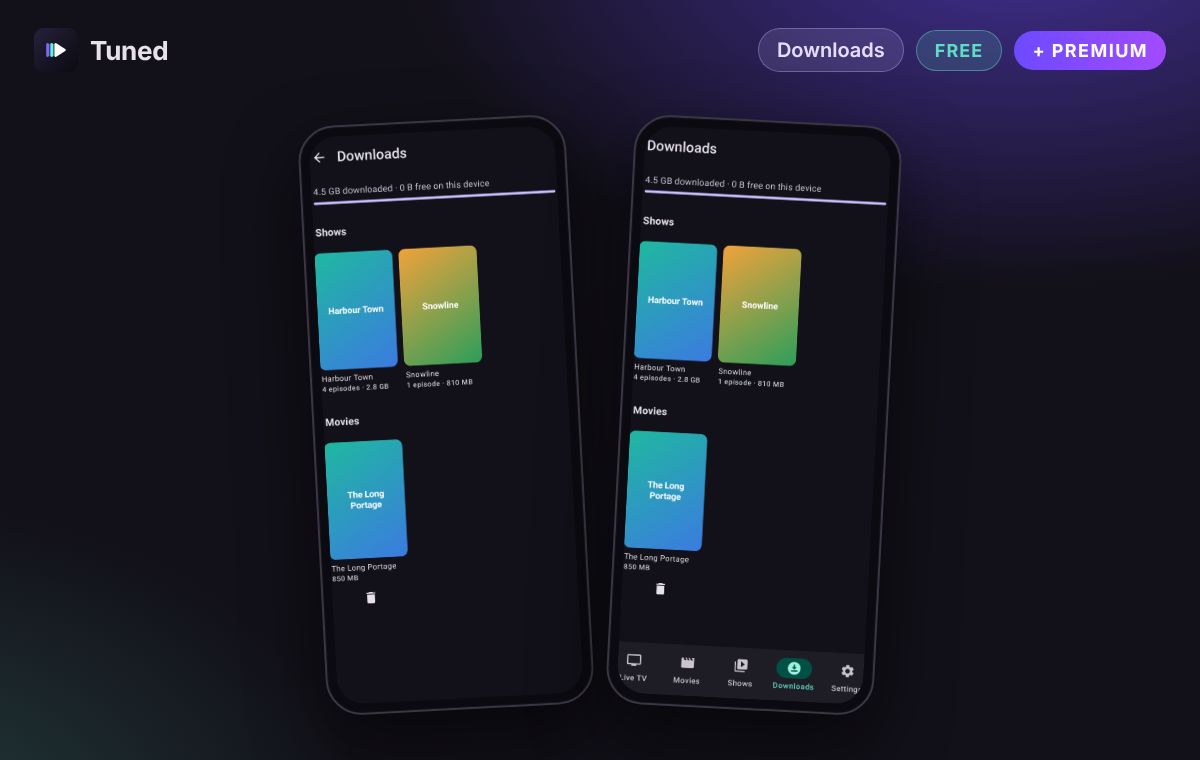 Tuned
Downloads
FREE
+ PREMIUM
Downloads
4.5 GB downloaded · 0 B free on this device
Shows
Harbour Town
Snowline
Harbour Town
4 episodes · 2.8 GB
Snowline
1 episode · 810 MB
Movies
The Long
Portage
The Long Portage
850 MB
Downloads
4.5 GB downloaded · 0 B free on this device
Shows
Harbour Town
Snowline
Harbour Town
4 episodes · 2.8 GB
Snowline
1 episode · 810 MB
Movies
The Long
Portage
The Long Portage
850 MB
Live TV
Movies
Shows
Downloads
Settings